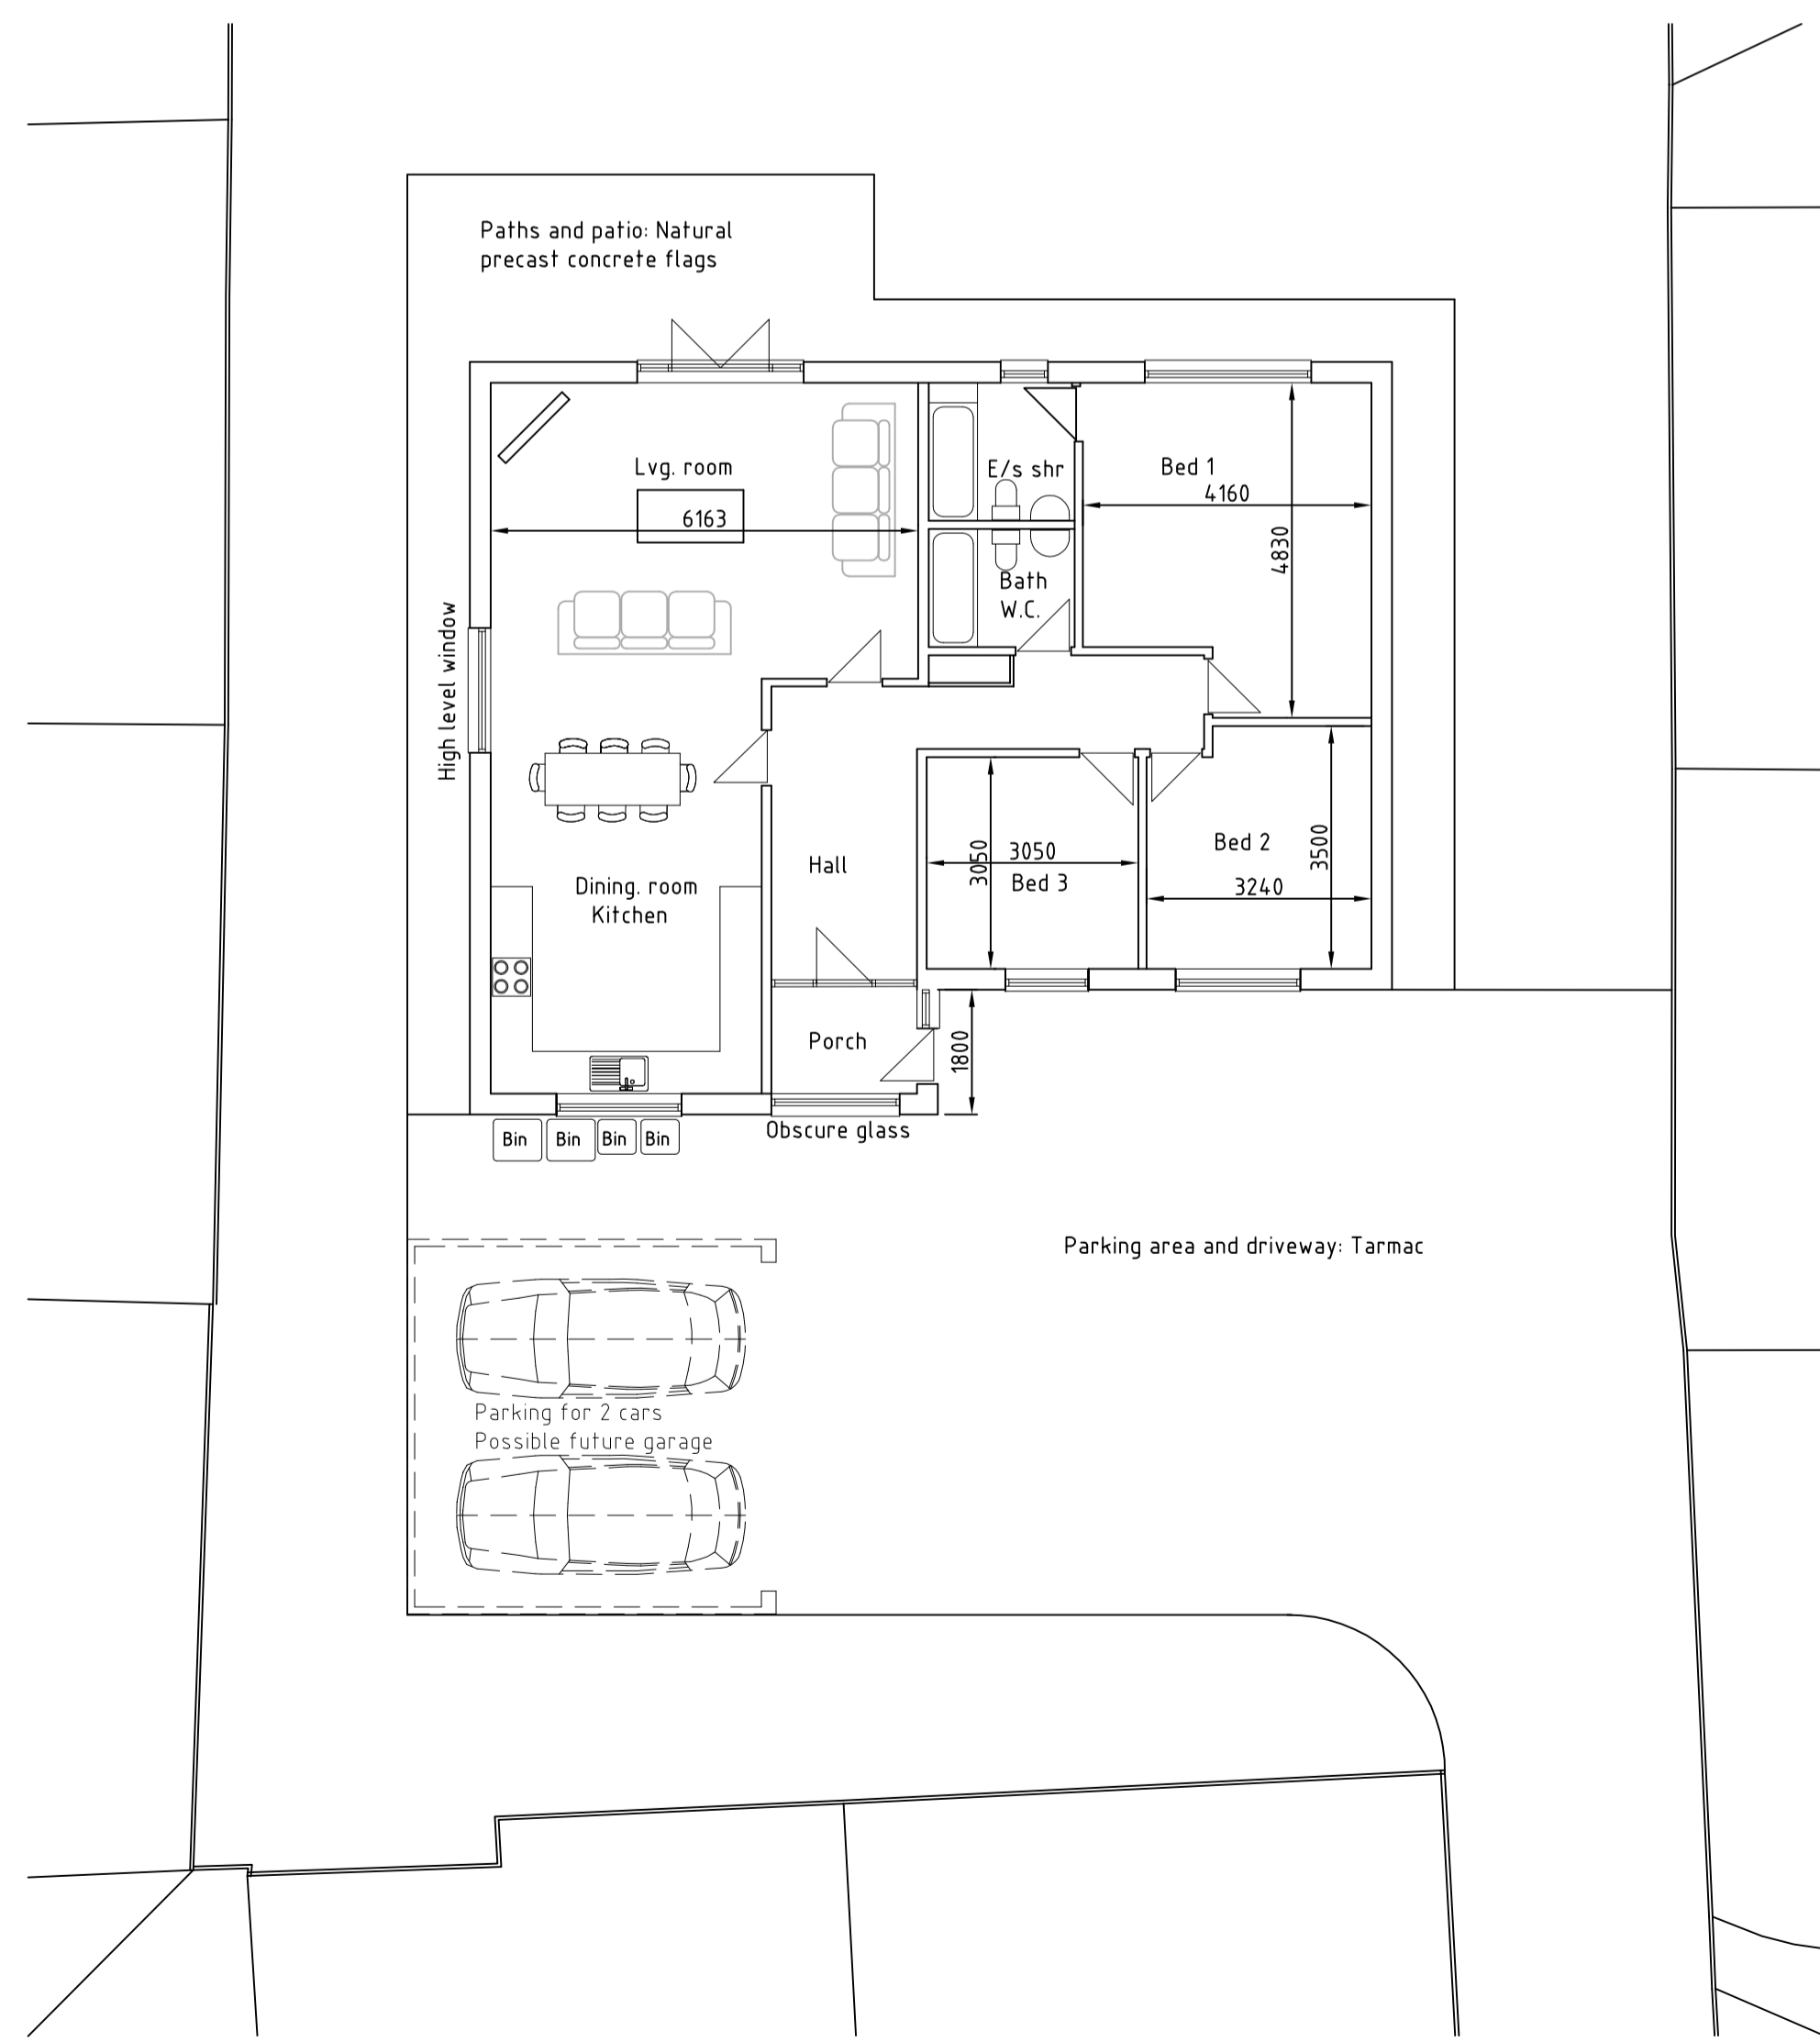 Paths and patio: Natural
precast concrete flags
Lvg. room
6163
E/s shr
Bed 1
4160
4830
Bath
W.C.
High level window
Hall
3050
3050
Bed 3
Bed 2
3500
3240
Dining. room
Kitchen
Porch
1800
Obscure glass
Bin
Bin
Bin
Bin
Parking area and driveway: Tarmac
Parking for 2 cars
Possible future garage